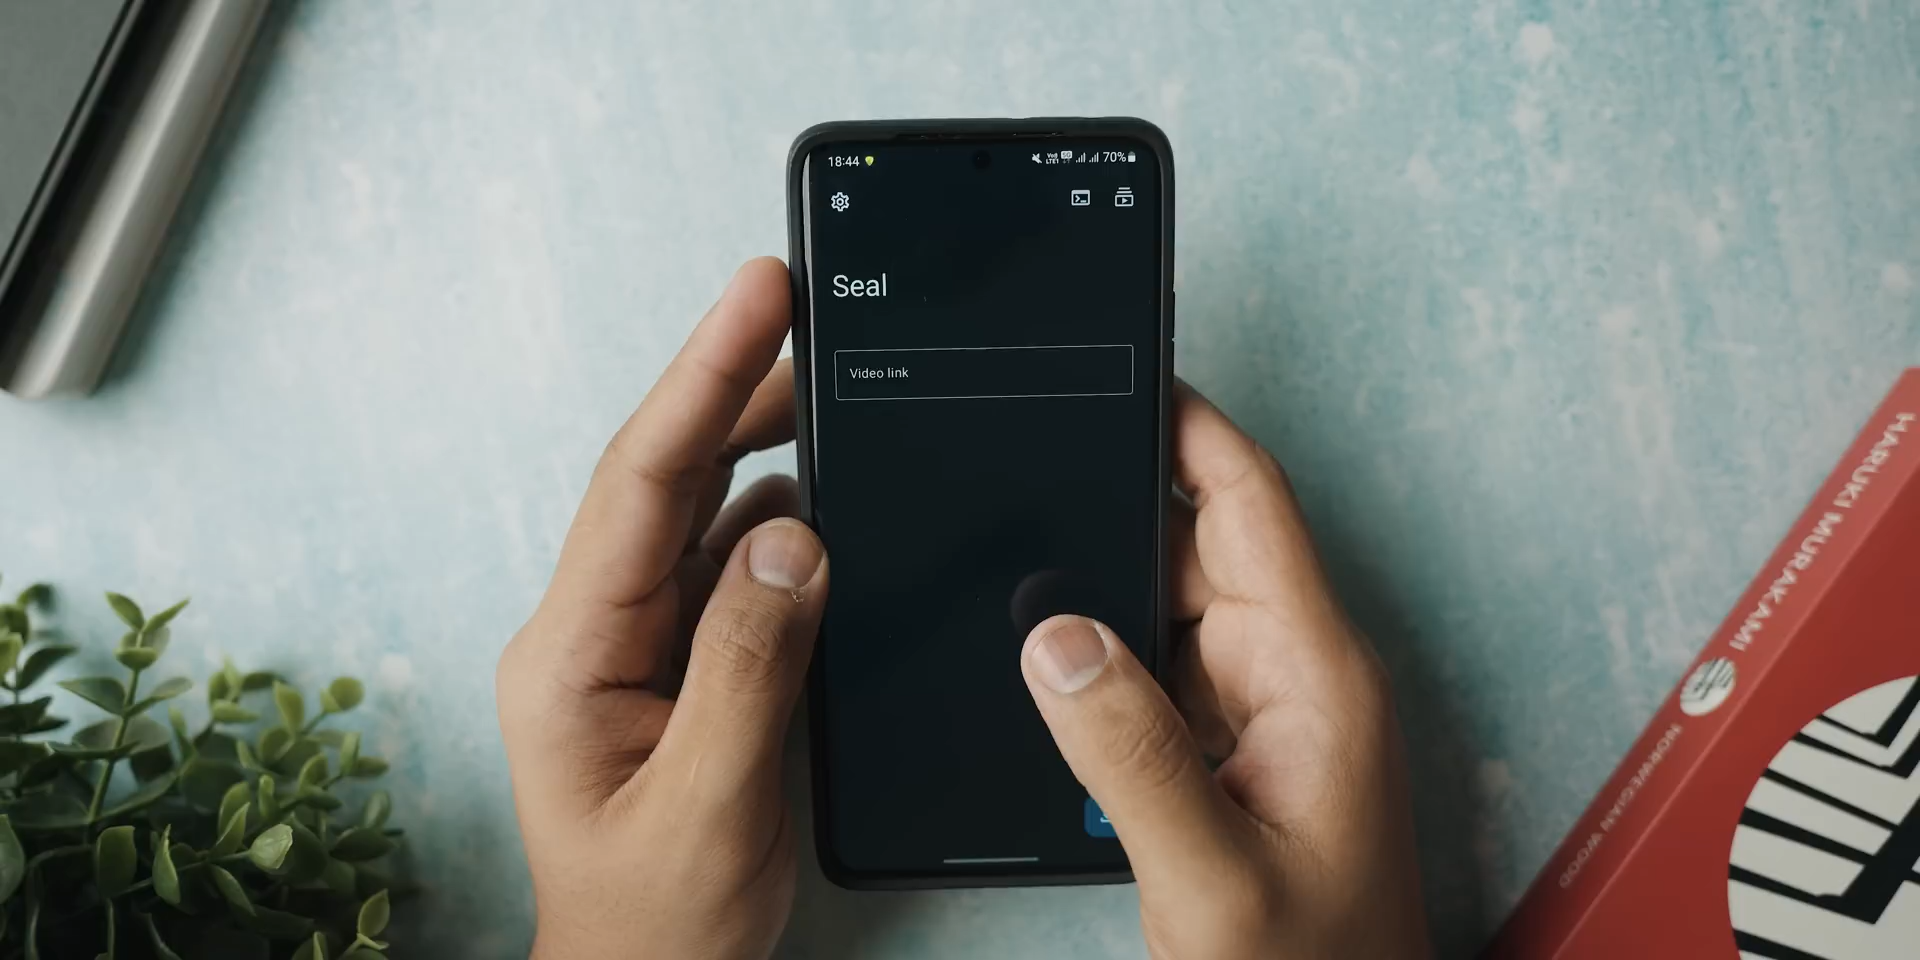 18:44
70%
Seal
Video link
HARUKI MURAKAMI
NORWEGIAN WOOD